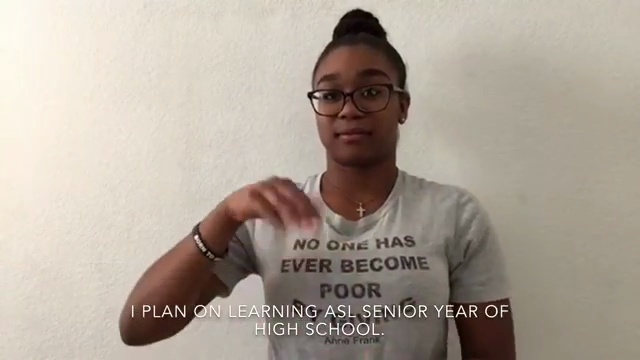 NO ONE HAS
EVER BECOME
POOR
I PLAN ON LEARNING ASL SENIOR YEAR OF
HIGH SCHOOL.
Anne Frank